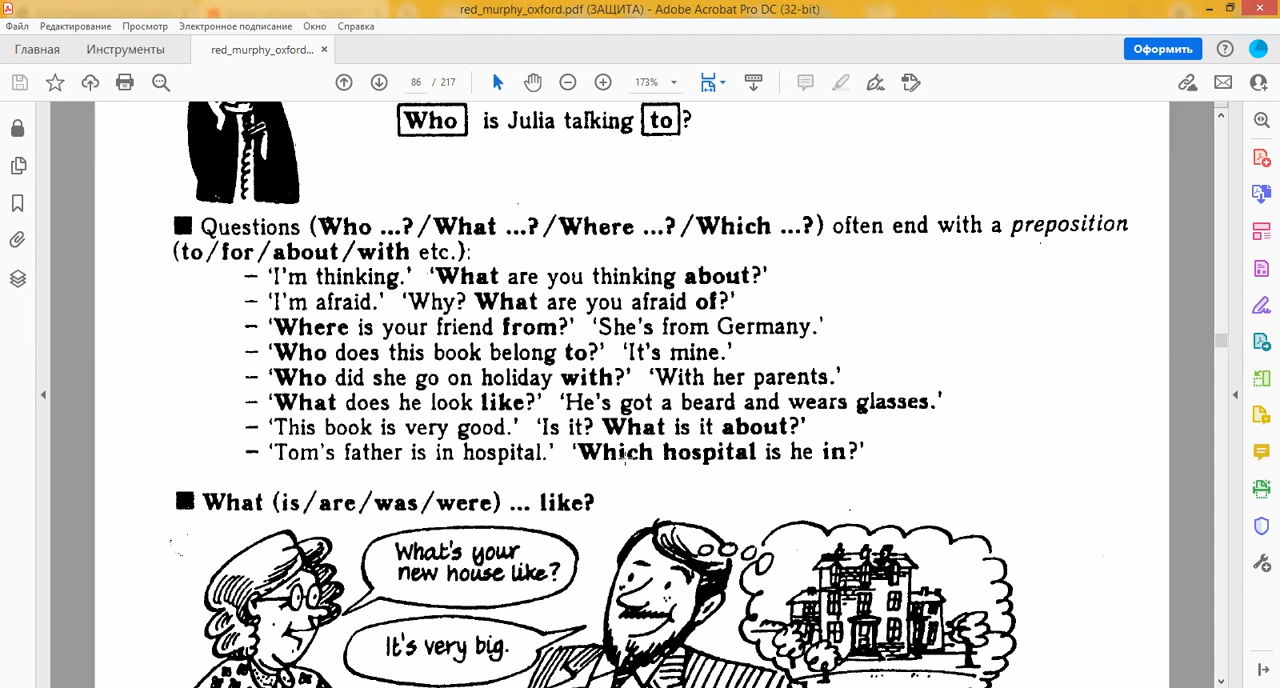 red_murphy_oxford.pdf (ЗАЩИТА) - Adobe Acrobat Pro DC (32-bit)
Файл Редактирование Просмотр Электронное подписание Окно Справка
Главная Инструменты red_murphy_oxford... × Оформить
86 / 217 173%
Who is Julia talking to?
■ Questions (Who ...?/What ...?/Where ...?/Which ...?) often end with a preposition
(to/for/about/with etc.):
– ‘I'm thinking.’ ‘What are you thinking about?’
– ‘I'm afraid.’ ‘Why? What are you afraid of?’
– ‘Where is your friend from?’ ‘She's from Germany.’
– ‘Who does this book belong to?’ ‘It's mine.’
– ‘Who did she go on holiday with?’ ‘With her parents.’
– ‘What does he look like?’ ‘He's got a beard and wears glasses.’
– ‘This book is very good.’ ‘Is it? What is it about?’
– ‘Tom's father is in hospital.’ ‘Which hospital is he in?’
■ What (is/are/was/were) ... like?
What's your
new house like?
It's very big.